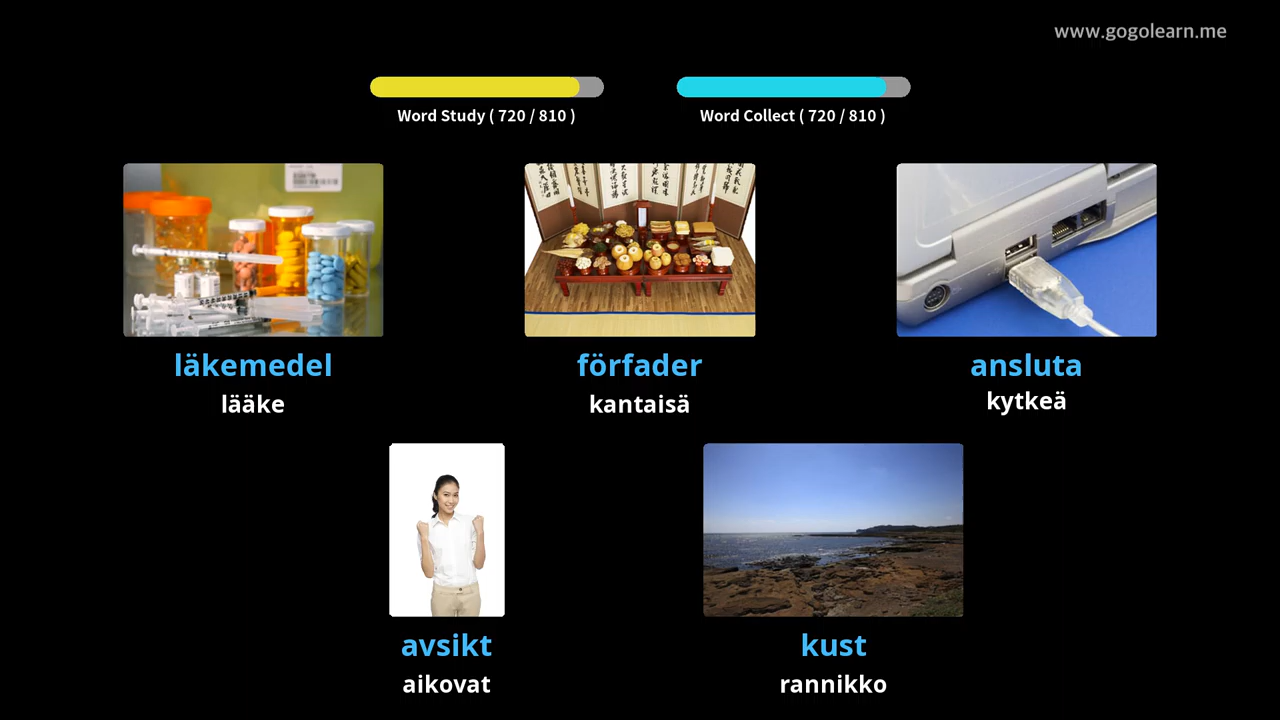 www.gogolearn.me
Word Study ( 720 / 810 )
Word Collect ( 720 / 810 )
läkemedel
lääke
förfader
kantaisä
ansluta
kytkeä
avsikt
aikovat
kust
rannikko